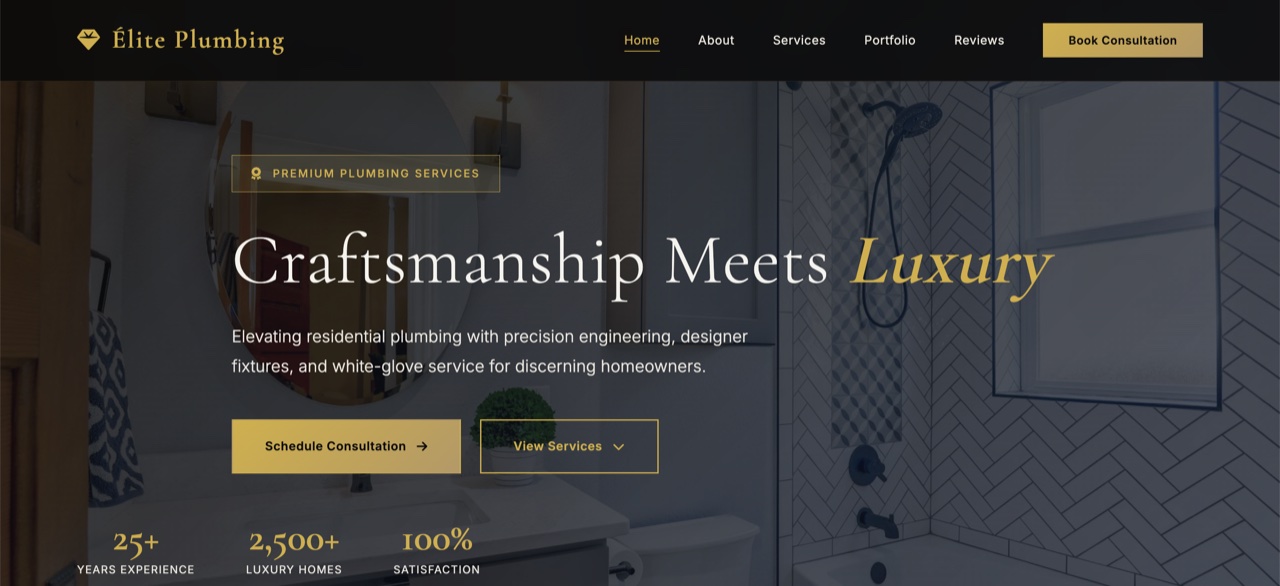 Élite Plumbing
Home
About
Services
Portfolio
Reviews
Book Consultation
PREMIUM PLUMBING SERVICES
Craftsmanship Meets Luxury
Elevating residential plumbing with precision engineering, designer
fixtures, and white-glove service for discerning homeowners.
Schedule Consultation
View Services
25+
YEARS EXPERIENCE
2,500+
LUXURY HOMES
100%
SATISFACTION